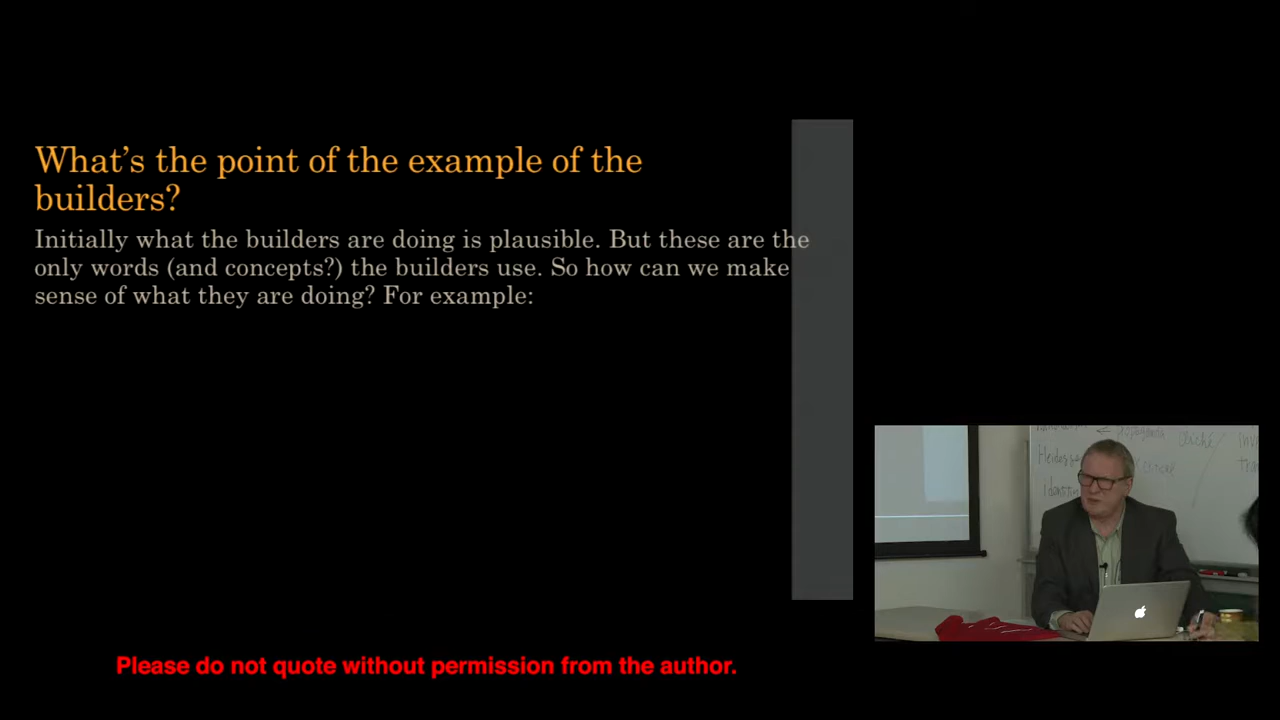 What's the point of the example of the
builders?
Initially what the builders are doing is plausible. But these are the
only words (and concepts?) the builders use. So how can we make
sense of what they are doing? For example:
Please do not quote without permission from the author.